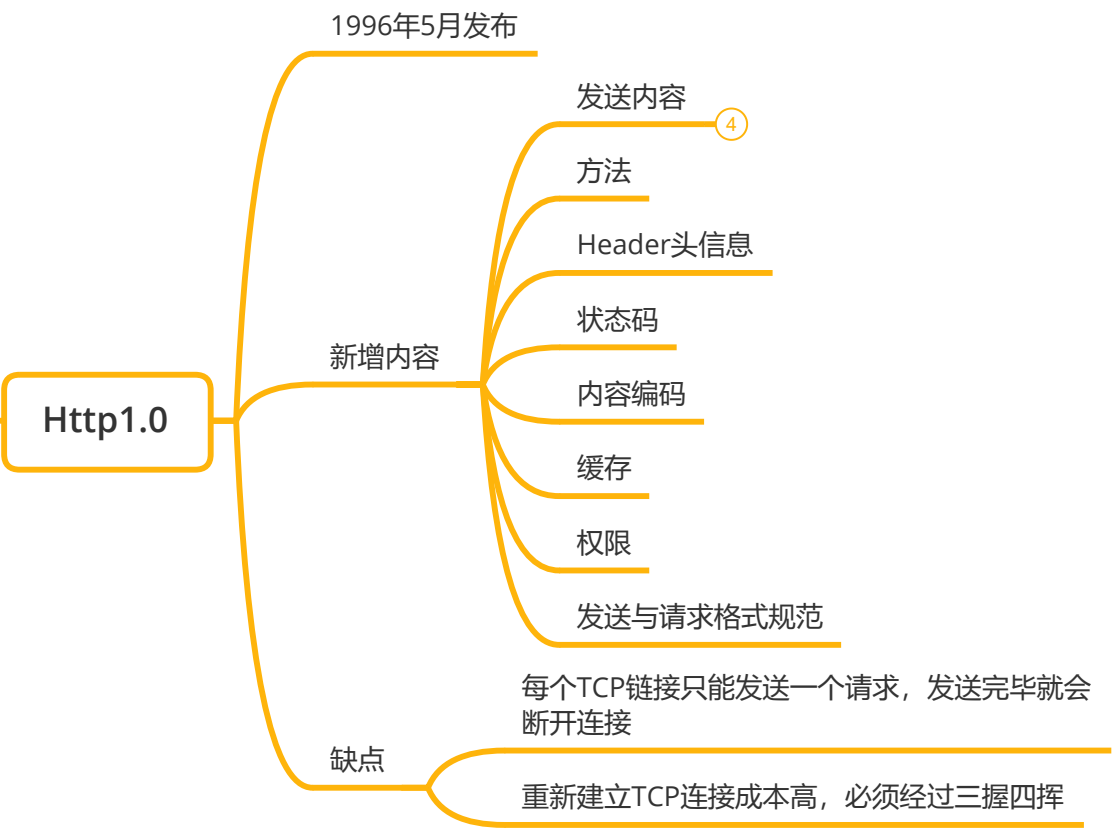 1996年5月发布
发送内容
4
方法
Header头信息
状态码
新增内容
内容编码
Http1.0
缓存
权限
发送与请求格式规范
每个TCP链接只能发送一个请求，发送完毕就会
断开连接
缺点
重新建立TCP连接成本高，必须经过三握四挥